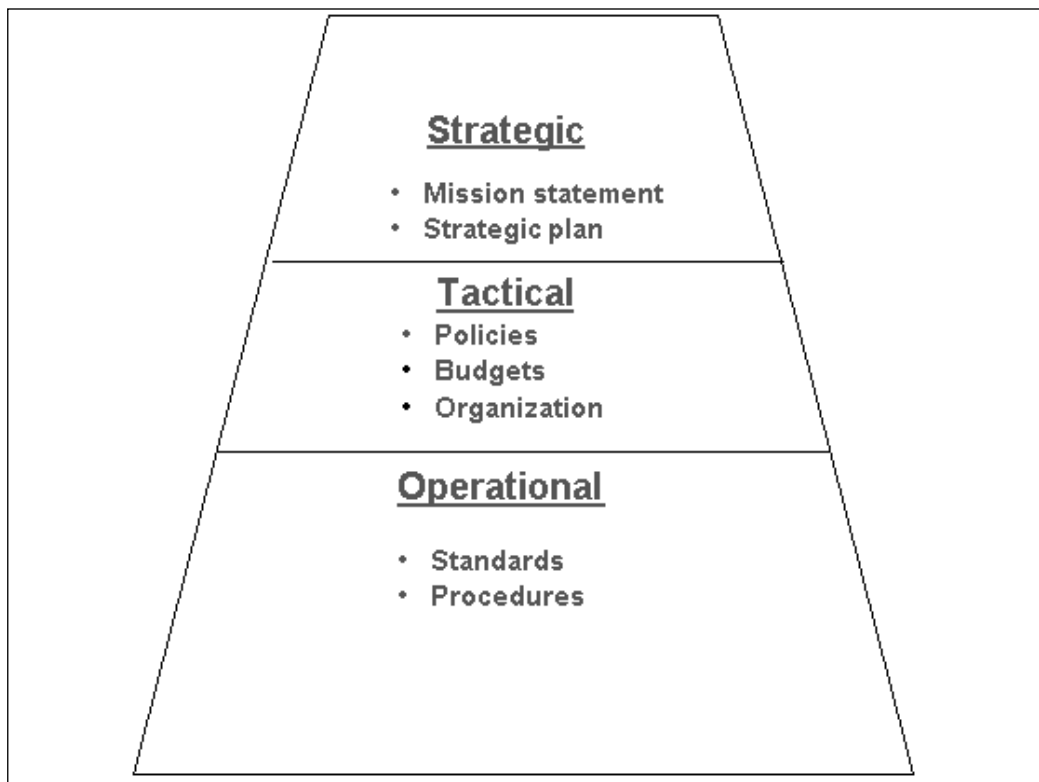 Strategic
• Mission statement
• Strategic plan
Tactical
• Policies
• Budgets
• Organization
Operational
• Standards
• Procedures